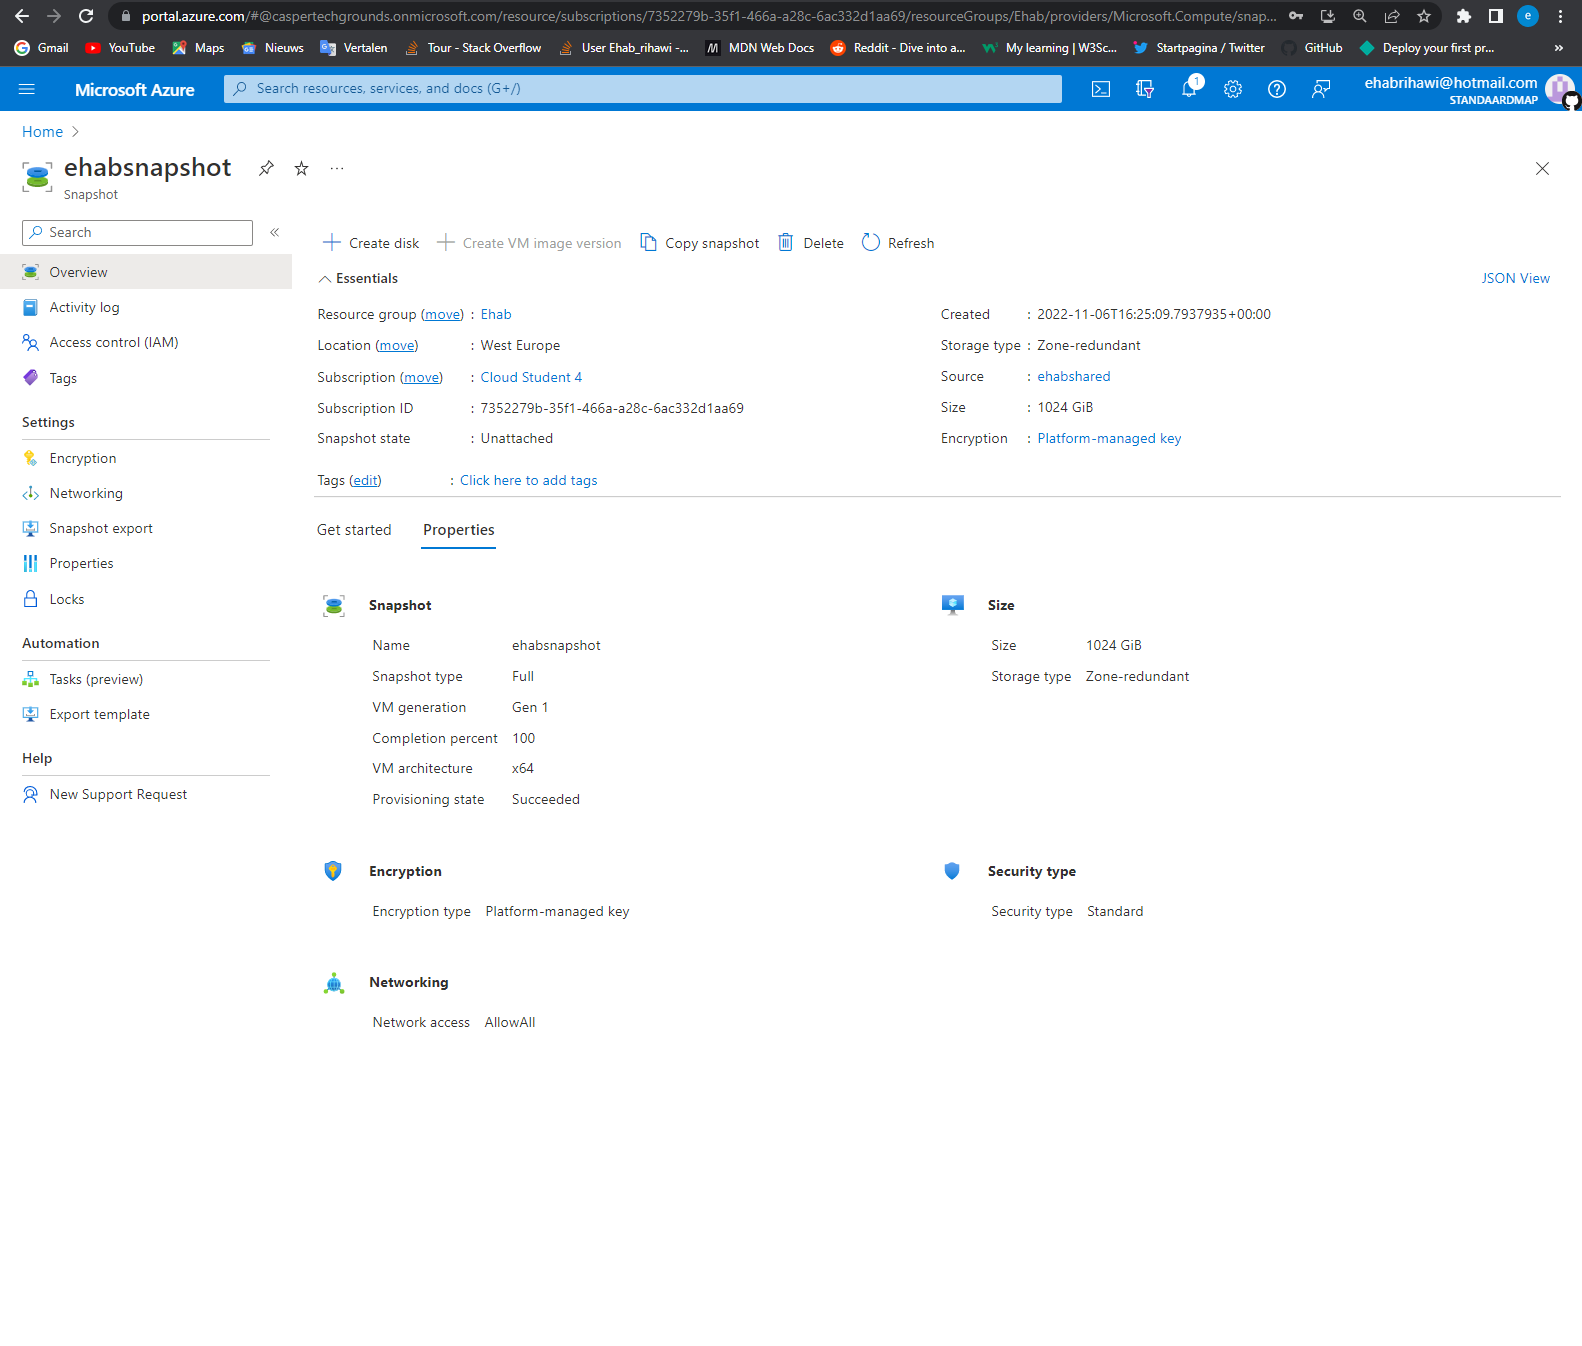 portal.azure.com/#@caspertechgrounds.onmicrosoft.com/resource/subscriptions/7352279b-35f1-466a-a28c-6ac332d1aa69/resourceGroups/Ehab/providers/Microsoft.Compute/snap...
e
Gmail YouTube Maps Nieuws Vertalen Tour - Stack Overflow User Ehab_rihawi -... MDN Web Docs Reddit - Dive into a... My learning | W3Sc... Startpagina / Twitter GitHub Deploy your first pr... »
Microsoft Azure Search resources, services, and docs (G+/) 1 ehabrihawi@hotmail.com
STANDAARDMAP
Home
ehabsnapshot
Snapshot
Search
Overview
Activity log
Access control (IAM)
Tags
Settings
Encryption
Networking
Snapshot export
Properties
Locks
Automation
Tasks (preview)
Export template
Help
New Support Request
Create disk Create VM image version Copy snapshot Delete Refresh
Essentials JSON View
Resource group (move) : Ehab
Location (move) : West Europe
Subscription (move) : Cloud Student 4
Subscription ID : 7352279b-35f1-466a-a28c-6ac332d1aa69
Snapshot state : Unattached
Created : 2022-11-06T16:25:09.7937935+00:00
Storage type : Zone-redundant
Source : ehabshared
Size : 1024 GiB
Encryption : Platform-managed key
Tags (edit) : Click here to add tags
Get started Properties
Snapshot
Name ehabsnapshot
Snapshot type Full
VM generation Gen 1
Completion percent 100
VM architecture x64
Provisioning state Succeeded
Size
Size 1024 GiB
Storage type Zone-redundant
Encryption
Encryption type Platform-managed key
Security type
Security type Standard
Networking
Network access AllowAll